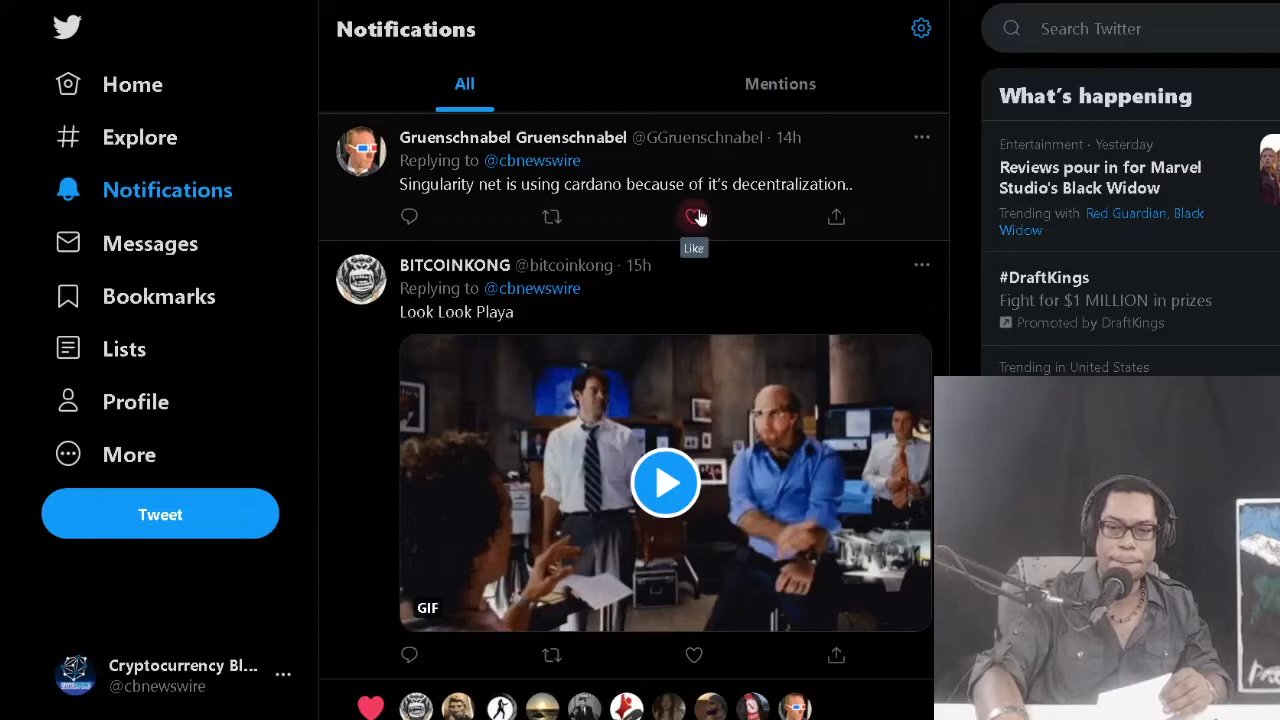 Home
Explore
Notifications
Messages
Bookmarks
Lists
Profile
More
Tweet
Cryptocurrency Bl...
@cbnewswire
Notifications
All
Mentions
Gruenschnabel Gruenschnabel @GGruenschnabel · 14h
Replying to @cbnewswire
Singularity net is using cardano because of it's decentralization..
Like
BITCOINKONG @bitcoinkong · 15h
Replying to @cbnewswire
Look Look Playa
GIF
Search Twitter
What's happening
Entertainment · Yesterday
Reviews pour in for Marvel
Studio's Black Widow
Trending with Red Guardian, Black
Widow
#DraftKings
Fight for $1 MILLION in prizes
Promoted by DraftKings
Trending in United States